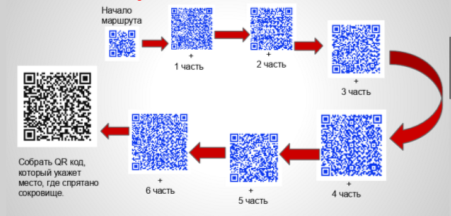 Начало
маршрута
+
1 часть
+
2 часть
+
3 часть
+
4 часть
+
5 часть
+
6 часть
Собрать QR код,
который укажет
место, где спрятано
сокровище.